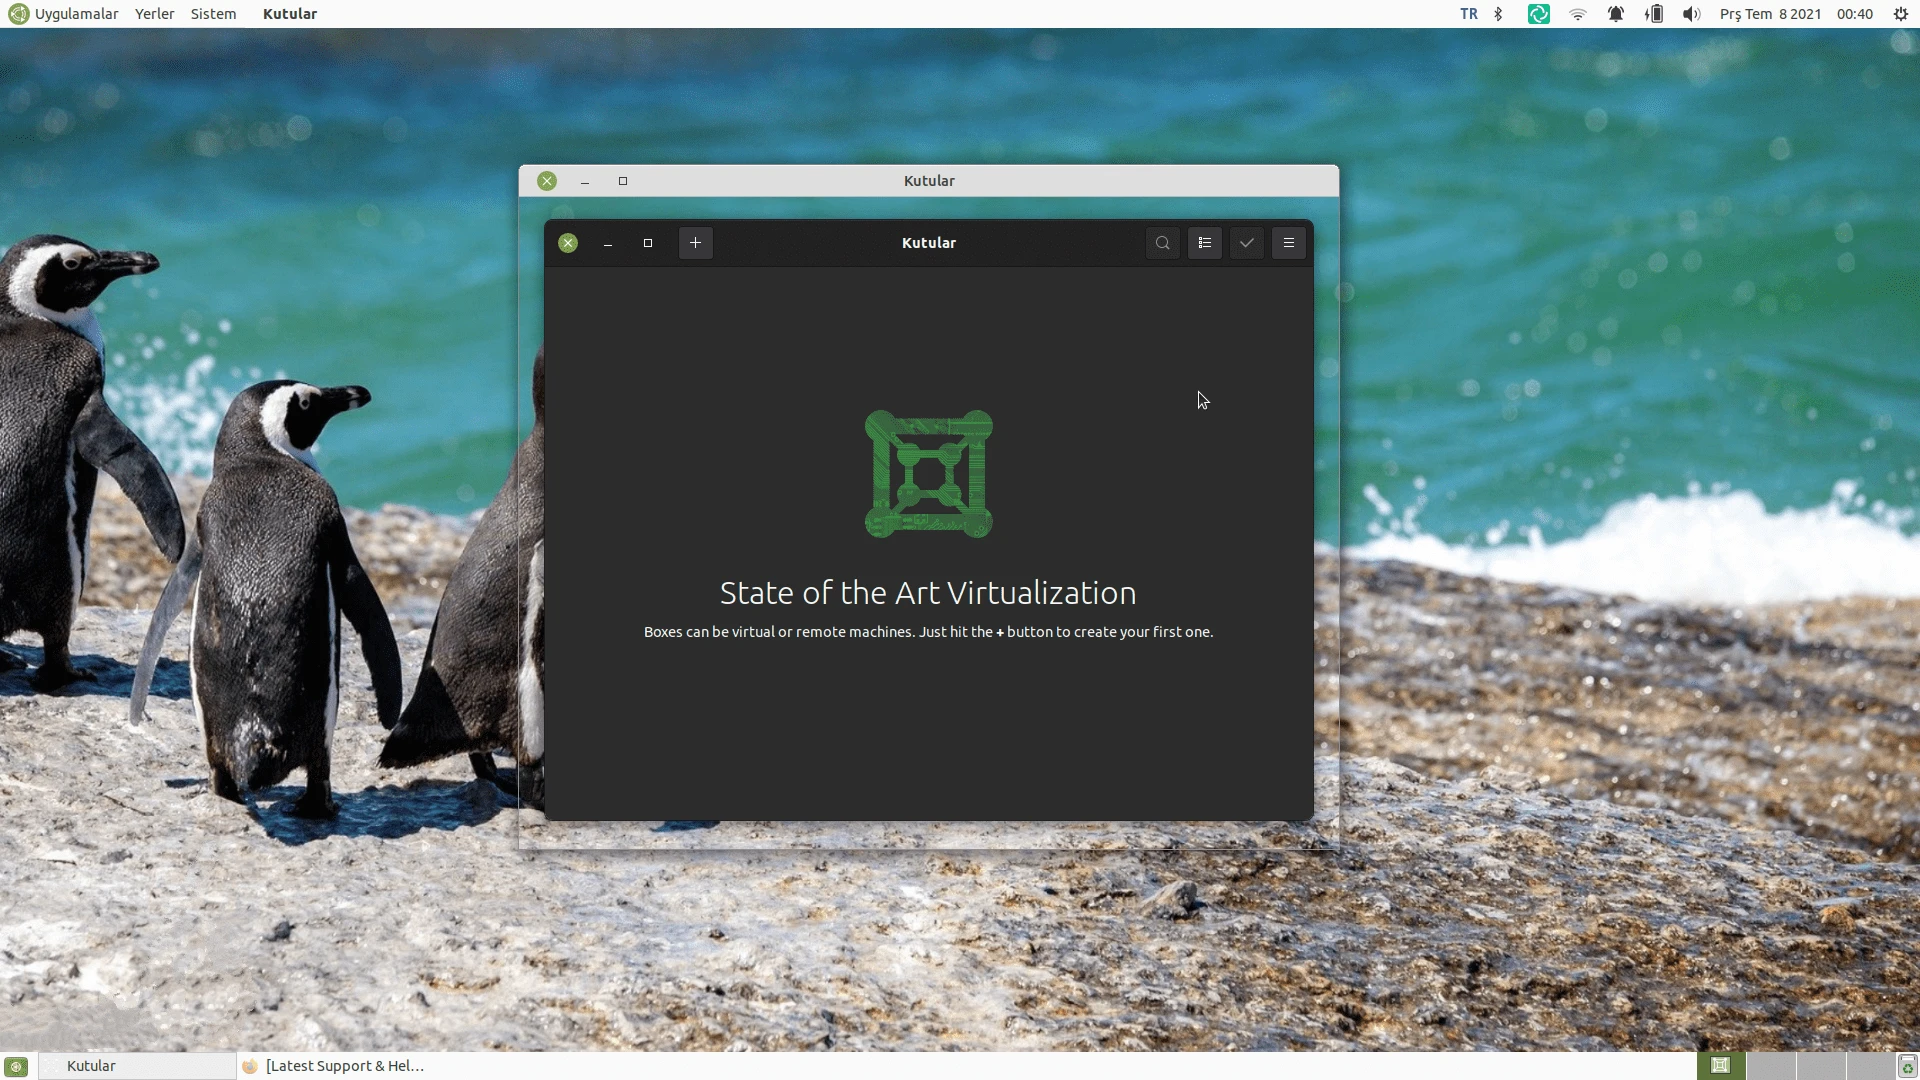 Uygulamalar Yerler Sistem Kutular TR Prş Tem 8 2021 00:40
Kutular
Kutular
State of the Art Virtualization
Boxes can be virtual or remote machines. Just hit the + button to create your first one.
Kutular [Latest Support & Hel...